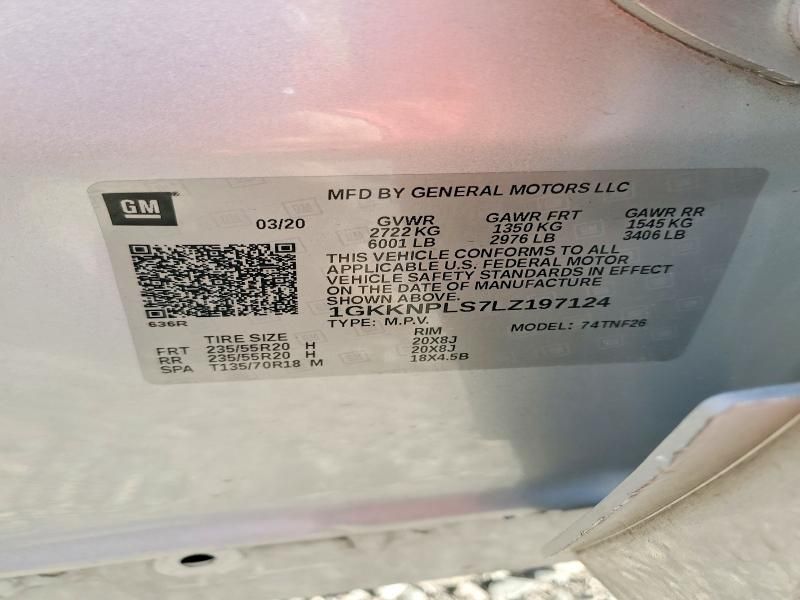 GM
MFD BY GENERAL MOTORS LLC
03/20
GVWR GAWR FRT GAWR RR
2722 KG 1350 KG 1545 KG
6001 LB 2976 LB 3406 LB
THIS VEHICLE CONFORMS TO ALL
APPLICABLE U.S. FEDERAL MOTOR
VEHICLE SAFETY STANDARDS IN EFFECT
ON THE DATE OF MANUFACTURE
SHOWN ABOVE.
1GKKNPLS7LZ197124
636R
TYPE: M.P.V. MODEL: 74TNF26
TIRE SIZE RIM
FRT 235/55R20 H 20X8J
RR 235/55R20 H 20X8J
SPA T135/70R18 M 18X4.5B